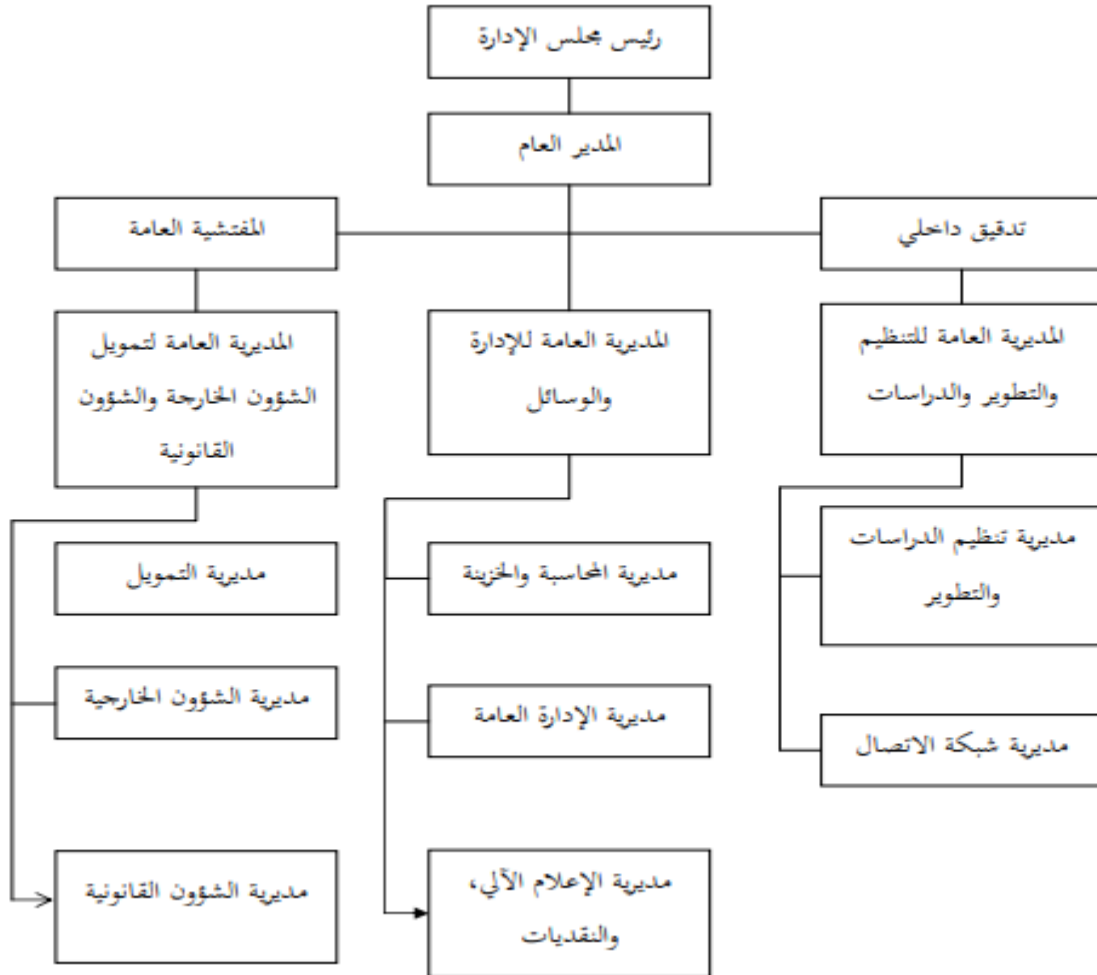 رئيس مجلس الإدارة
المدير العام
تدقيق داخلي
المفتشية العامة
المديرية العامة للتنظيم
والتطوير والدراسات
المديرية العامة للإدارة
والوسائل
المديرية العامة لتمويل
الشؤون الخارجة والشؤون
القانونية
مديرية تنظيم الدراسات
والتطوير
مديرية المحاسبة والخزينة
مديرية التمويل
مديرية شبكة الاتصال
مديرية الإدارة العامة
مديرية الشؤون الخارجية
مديرية الإعلام الآلي،
والنقديات
مديرية الشؤون القانونية